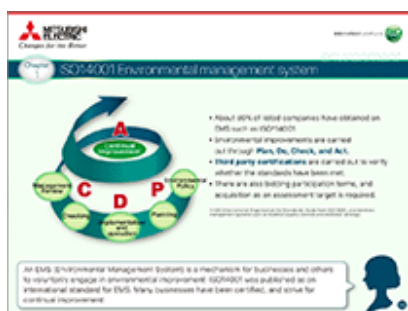 MITSUBISHI
ELECTRIC
Changes for the Better
Chapter
1
ISO14001 Environmental management system
A
Continual
Improvement
Management
Review
C
D
P
Environmental
Policy
Checking
Implementation
and
Planning
• About 80% of listed companies have obtained an
EMS such as ISO14001
• Environmental improvements are carried
out through Plan, Do, Check, and Act.
• Third party certifications are carried out to verify
whether the standards have been met.
• There are also bidding participation terms, and
acquisition as an assessment target is required.
An EMS (Environmental Management System) is a mechanism for businesses and others
to voluntarily engage in environmental improvement. ISO14001 was published as an
international standard for EMS. Many businesses have been certified, and strive for
continual improvement.